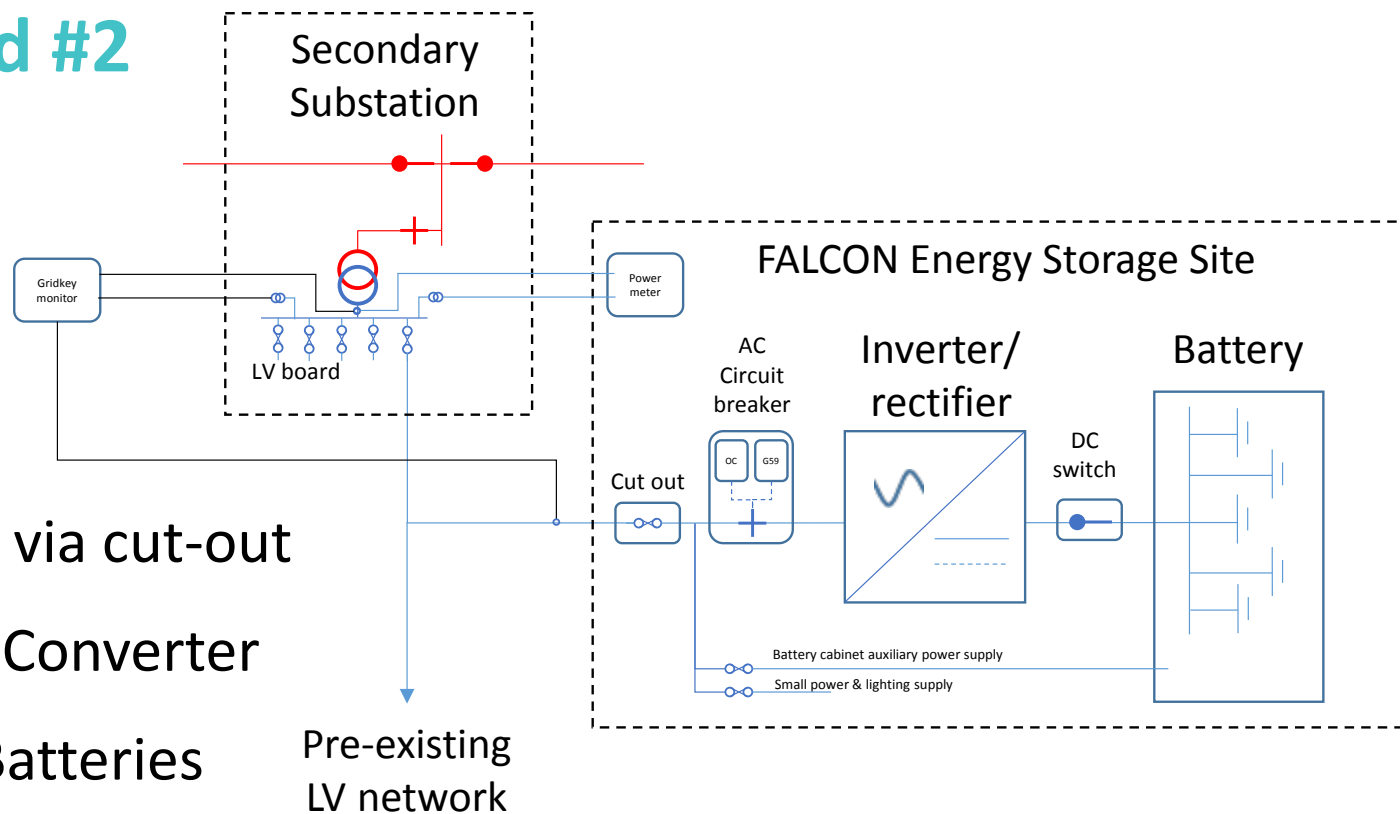 d #2
Secondary
Substation
Gridkey
monitor
LV board
Power
meter
FALCON Energy Storage Site
AC
Circuit
breaker
OC
G59
Inverter/
rectifier
Battery
DC
switch
Cut out
via cut-out
Converter
Batteries
Battery cabinet auxiliary power supply
Small power & lighting supply
Pre-existing
LV network